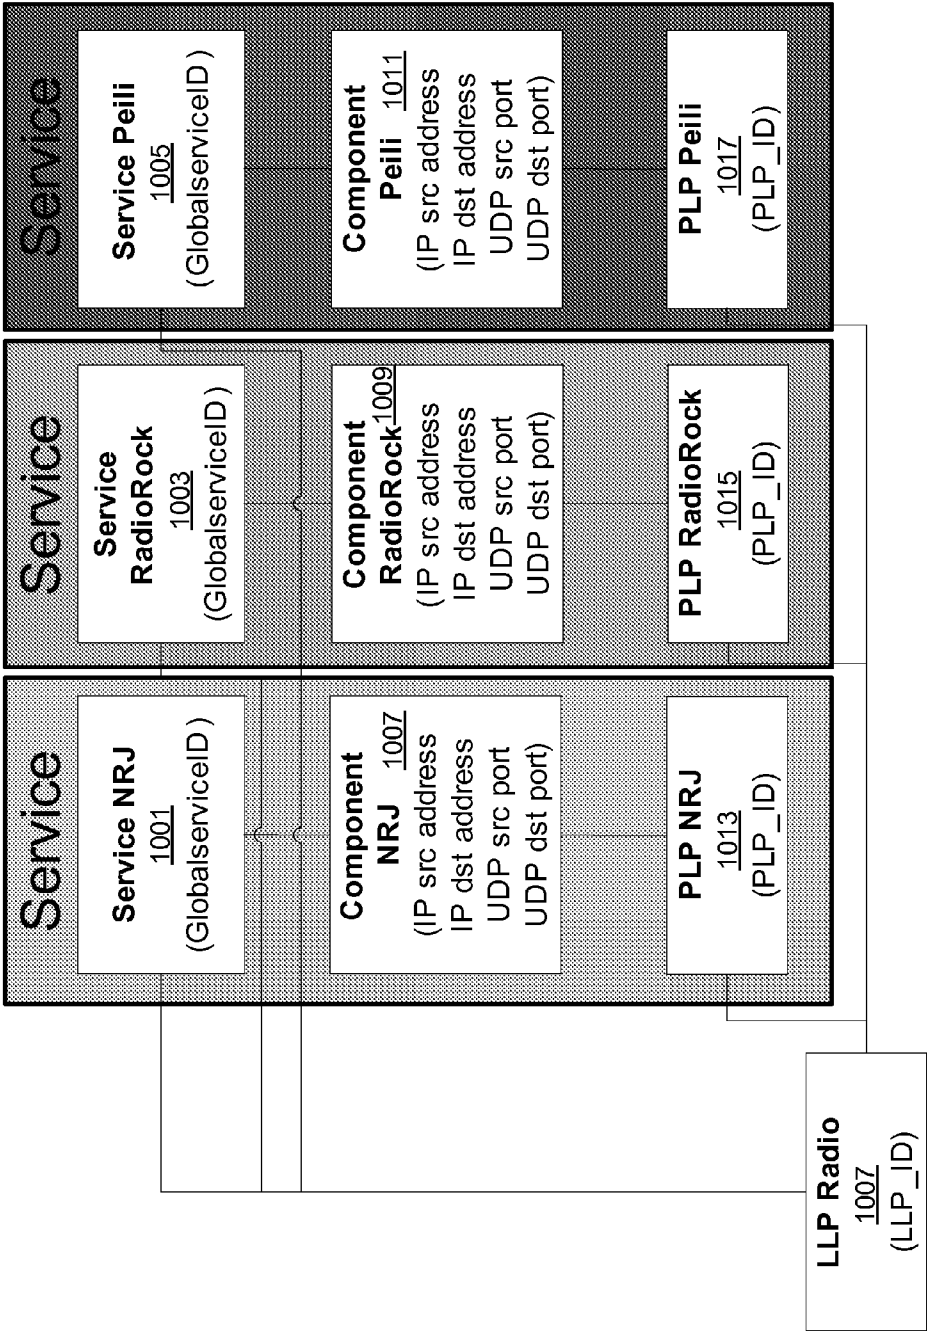 Service
Service NRJ
1001
(GlobalserviceID )
Component
NRJ 1007
(IP src address
IP dst address
UDP src port
UDP dst port)
PLP NRJ
1013
(PLP_ID)
Service
Service
RadioRock
1003
(GlobalserviceID )
Component
RadioRock 1009
(IP src address
IP dst address
UDP src port
UDP dst port)
PLP RadioRock
1015
(PLP_ID)
Service
Service Peili
1005
(GlobalserviceID )
Component
Peili 1011
(IP src address
IP dst address
UDP src port
UDP dst port)
PLP Peili
1017
(PLP_ID)
LLP Radio
1007
(LLP_ID)